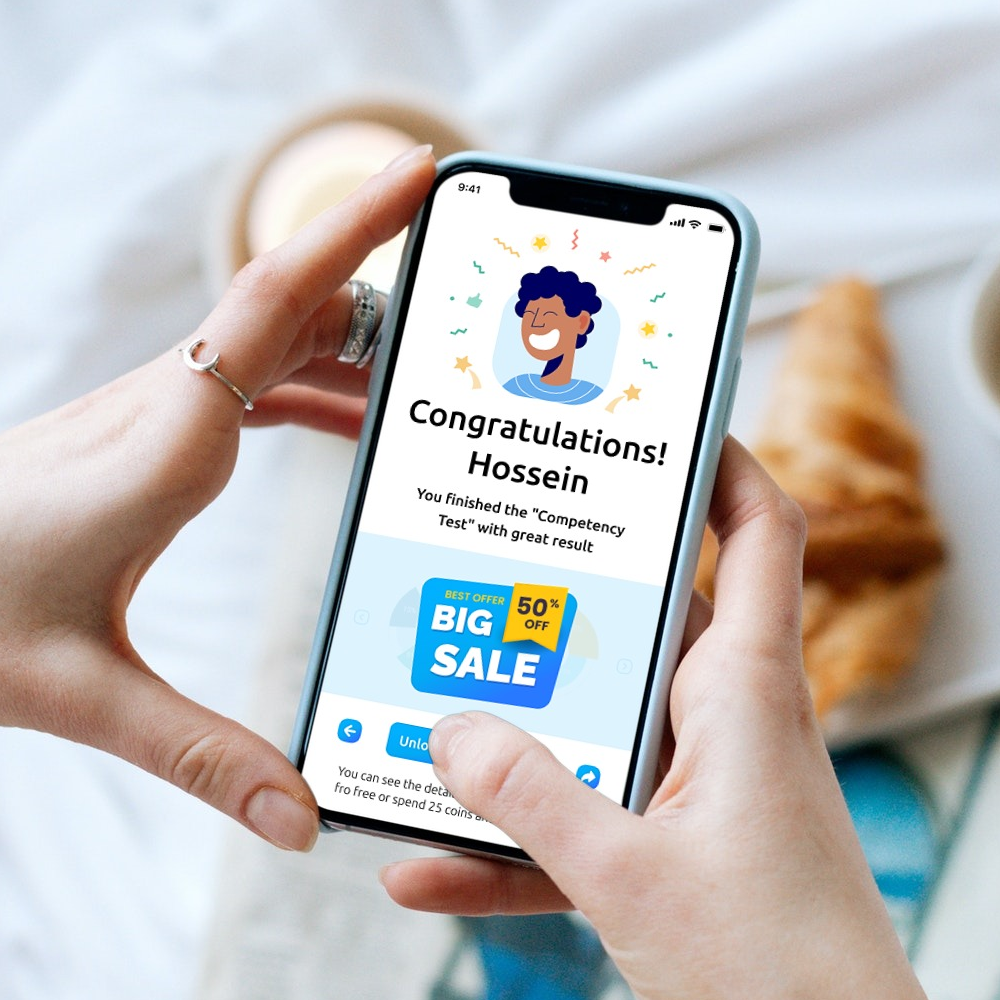 9:41
Congratulations!
Hossein
You finished the "Competency
Test" with great result
BEST OFFER
BIG
SALE
50%
OFF
You can see the
fro free or spend 25 coins